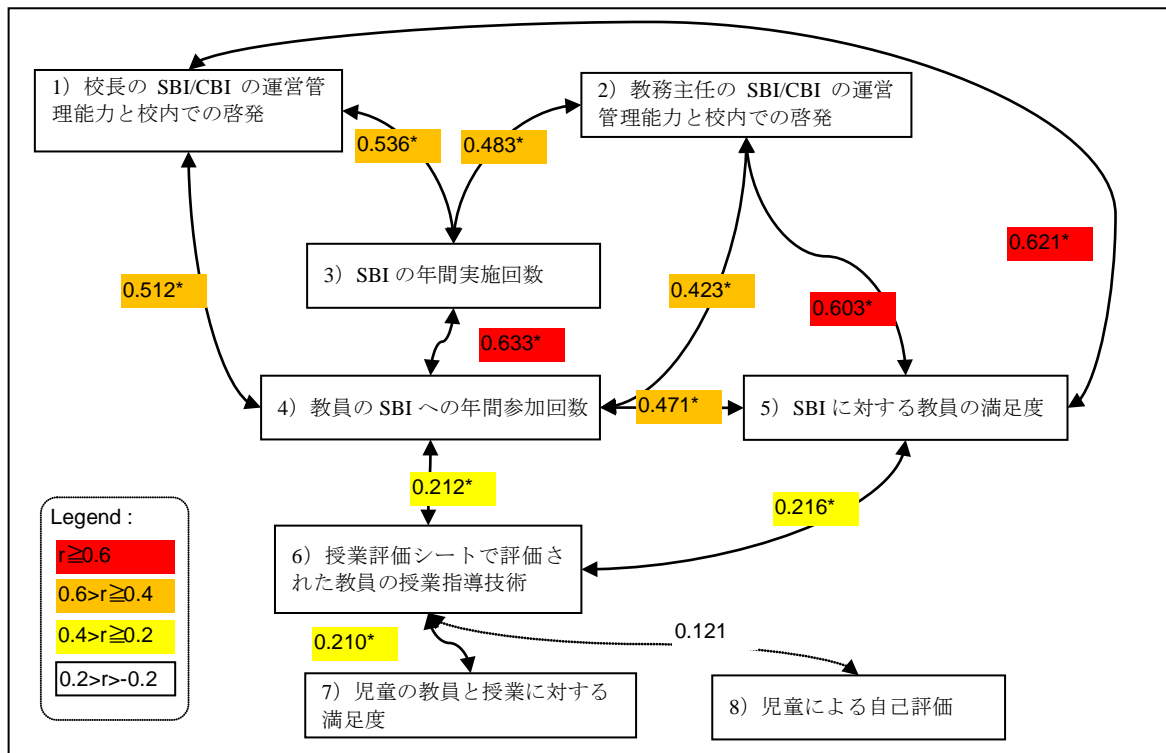 1）校長の SBI/CBI の運営管
理能力と校内での啓発
2）教務主任の SBI/CBI の運営
管理能力と校内での啓発
0.536*
0.483*
0.621*
3）SBI の年間実施回数
0.512*
0.423*
0.603*
0.633*
4）教員の SBI への年間参加回数
0.471*
5）SBI に対する教員の満足度
0.212*
0.216*
Legend :
r≧0.6
0.6>r≧0.4
0.4>r≧0.2
0.2>r>-0.2
6）授業評価シートで評価さ
れた教員の授業指導技術
0.210*
0.121
7）児童の教員と授業に対する
満足度
8）児童による自己評価